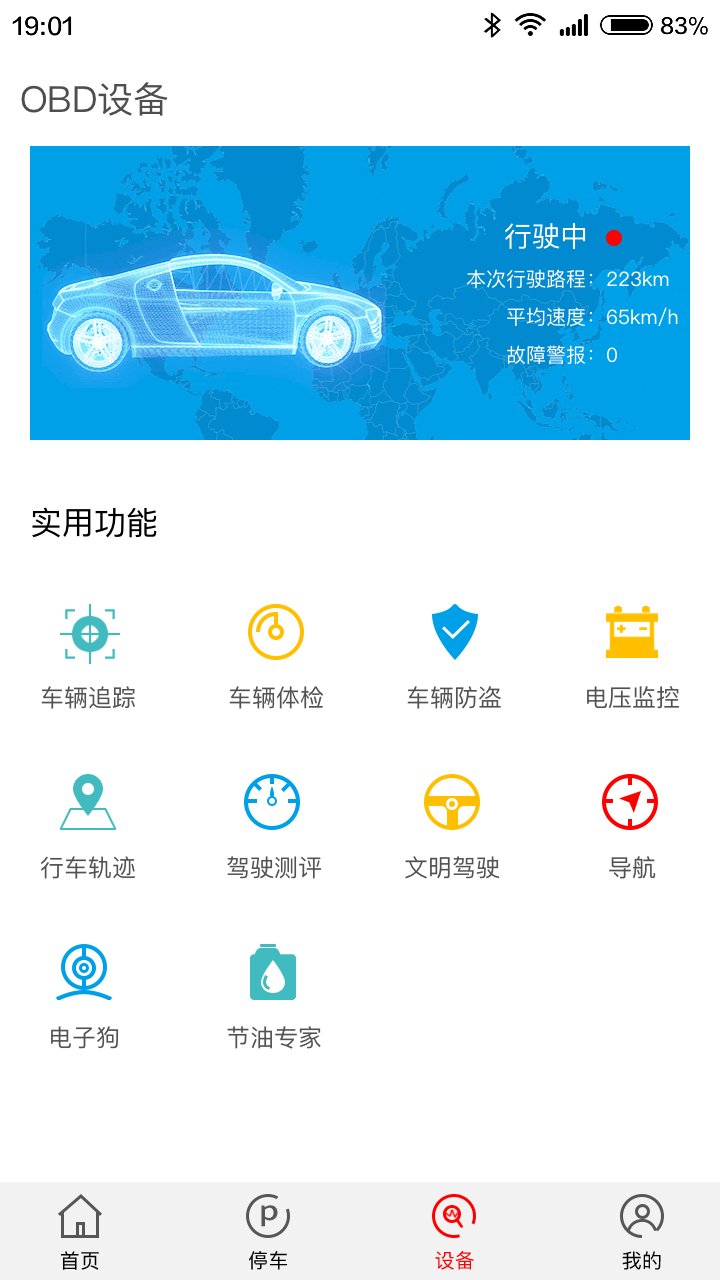 19:01 83%
OBD设备
行驶中
本次行驶路程：223km
平均速度：65km/h
故障警报：0
实用功能
车辆追踪 车辆体检 车辆防盗 电压监控
行车轨迹 驾驶测评 文明驾驶 导航
电子狗 节油专家
首页 停车 设备 我的